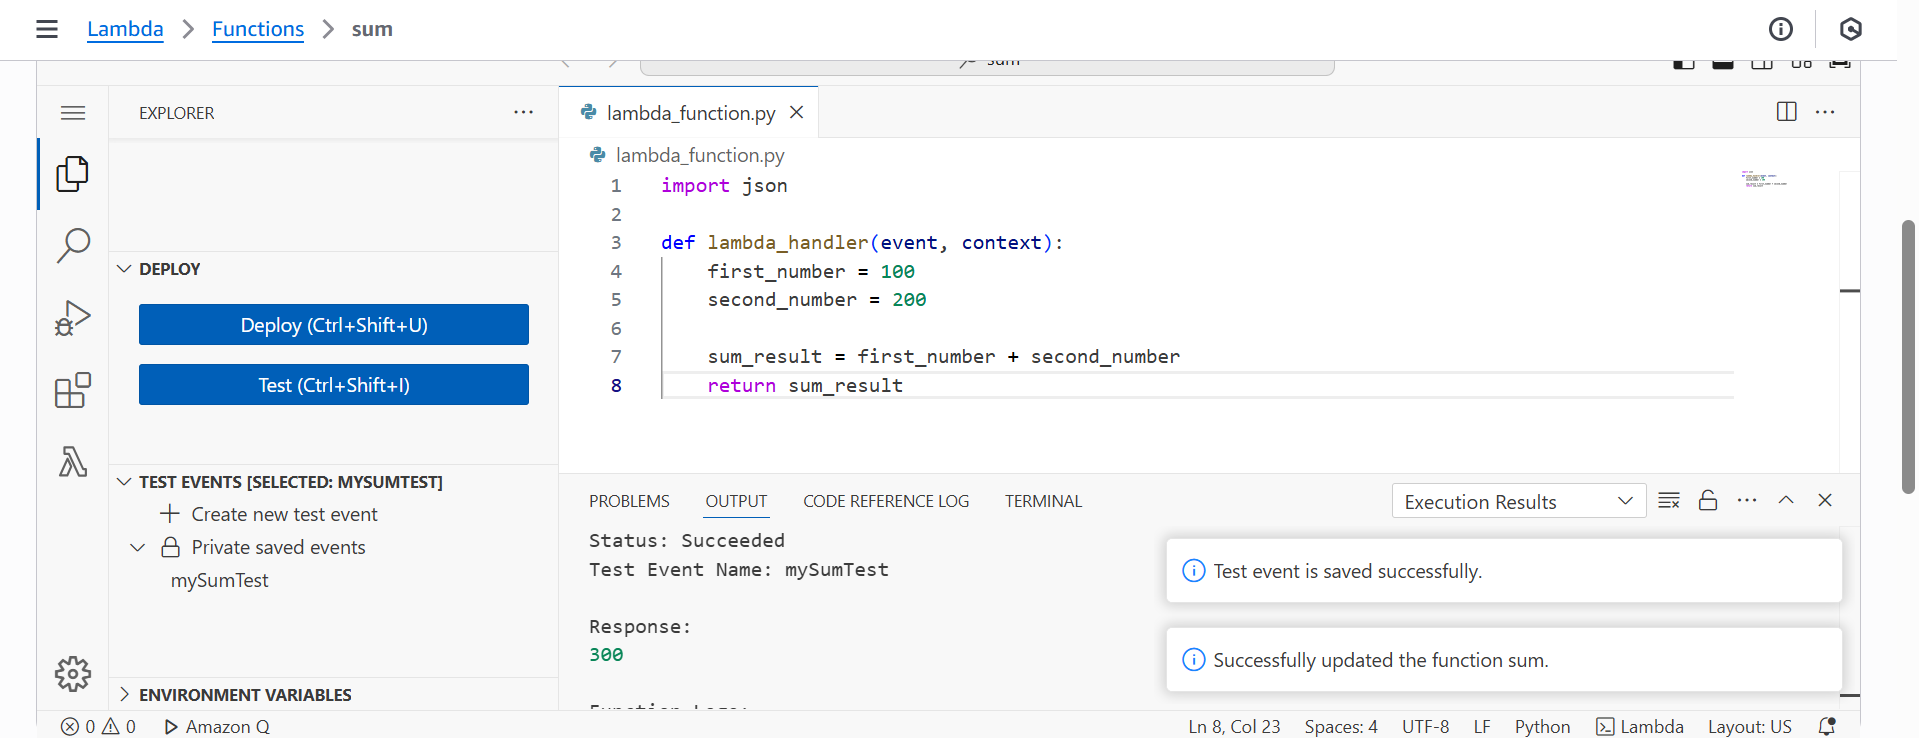 Lambda > Functions > sum
sum
EXPLORER
lambda_function.py
lambda_function.py
1 import json
2
3 def lambda_handler(event, context):
4     first_number = 100
5     second_number = 200
6
7     sum_result = first_number + second_number
8     return sum_result
DEPLOY
Deploy (Ctrl+Shift+U)
Test (Ctrl+Shift+I)
TEST EVENTS [SELECTED: MYSUMTEST]
Create new test event
Private saved events
mySumTest
ENVIRONMENT VARIABLES
PROBLEMS OUTPUT CODE REFERENCE LOG TERMINAL Execution Results
Status: Succeeded
Test Event Name: mySumTest
Response:
300
Function Logs:
Test event is saved successfully.
Successfully updated the function sum.
0 0 Amazon Q Ln 8, Col 23 Spaces: 4 UTF-8 LF Python Lambda Layout: US